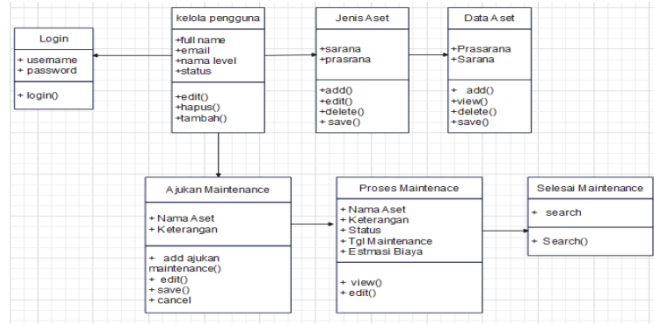 Login
+ username
+ password
+ login()
kelola pengguna
+full name
+email
+nama level
+status
+edit()
+hapus()
+tambah()
Jenis Aset
+sarana
+prasrana
+add()
+edit()
+delete()
+ save()
Data Aset
+Prasarana
+Sarana
+ add()
+view()
+delete()
+save()
Ajukan Maintenance
+ Nama Aset
+ Keterangan
+ add ajukan
maintenance()
+ edit()
+ save()
+ cancel
Proses Maintenace
+ Nama Aset
+ Keterangan
+ Status
+ Tgl Maintenance
+ Estmasi Biaya
+ view()
+ edit()
Selesai Maintenance
+ search
+ Search()